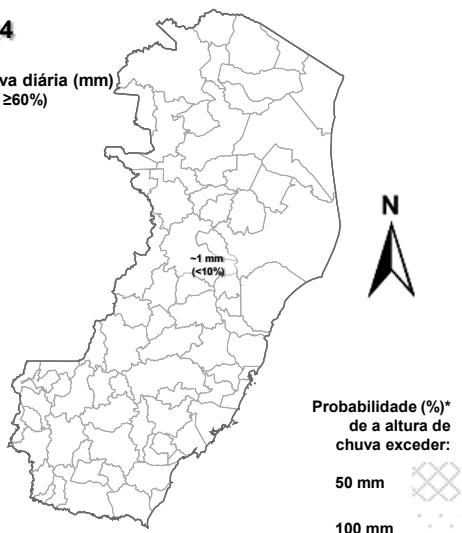 4
va diária (mm)
≥60%)
~1 mm
(<10%)
N
Probabilidade (%)*
de a altura de
chuva exceder:
50 mm
100 mm